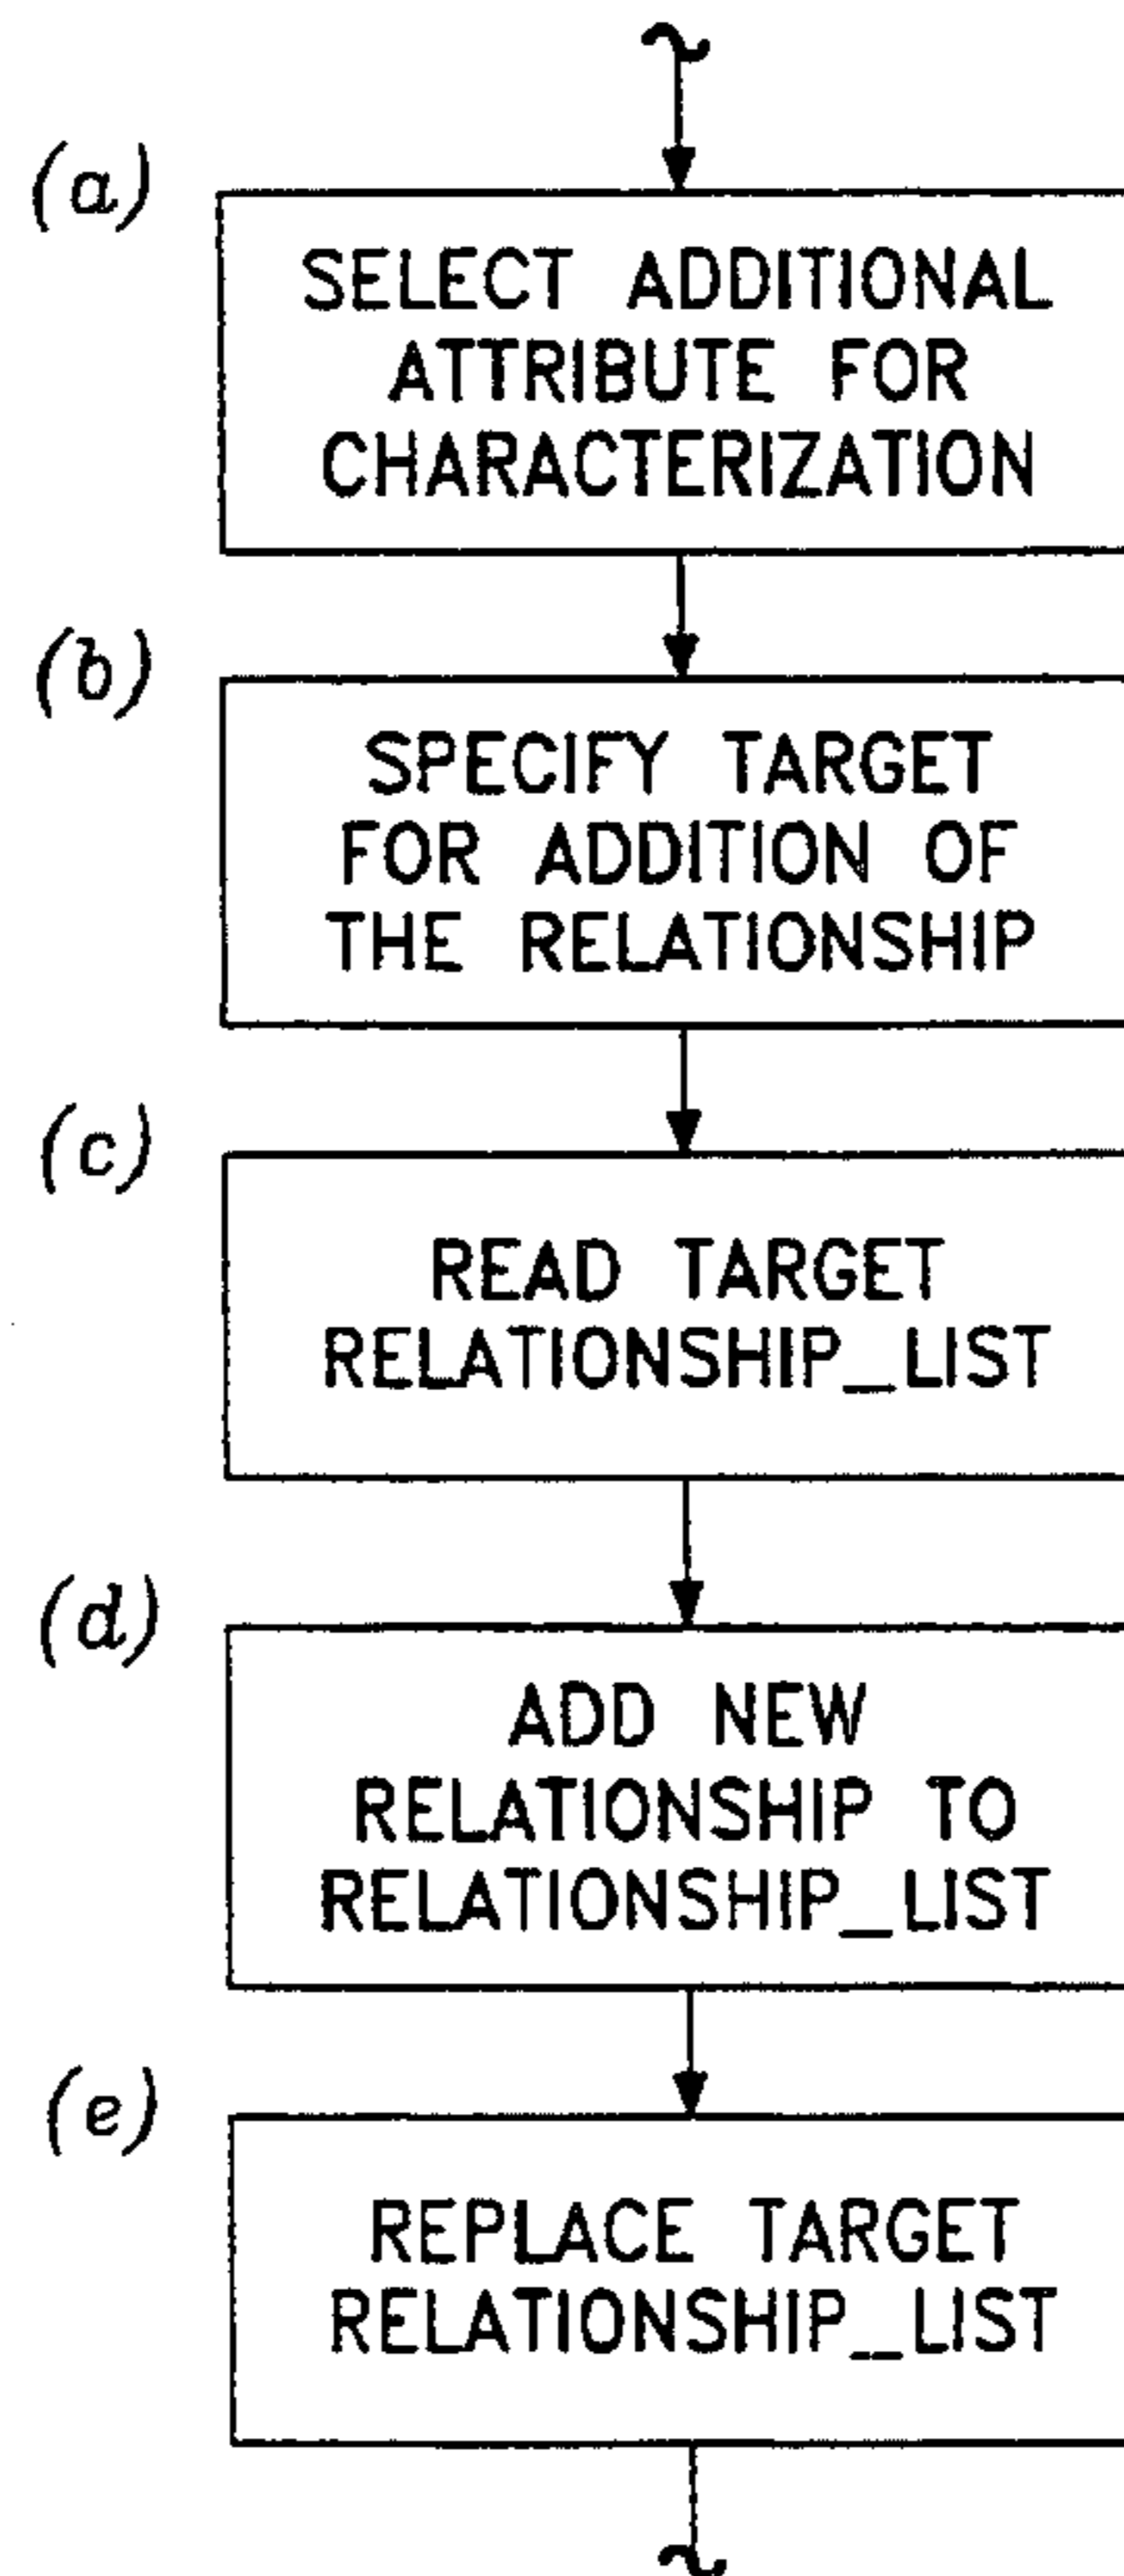 (a)
SELECT ADDITIONAL
ATTRIBUTE FOR
CHARACTERIZATION
(b)
SPECIFY TARGET
FOR ADDITION OF
THE RELATIONSHIP
(c)
READ TARGET
RELATIONSHIP_LIST
(d)
ADD NEW
RELATIONSHIP TO
RELATIONSHIP_LIST
(e)
REPLACE TARGET
RELATIONSHIP_LIST